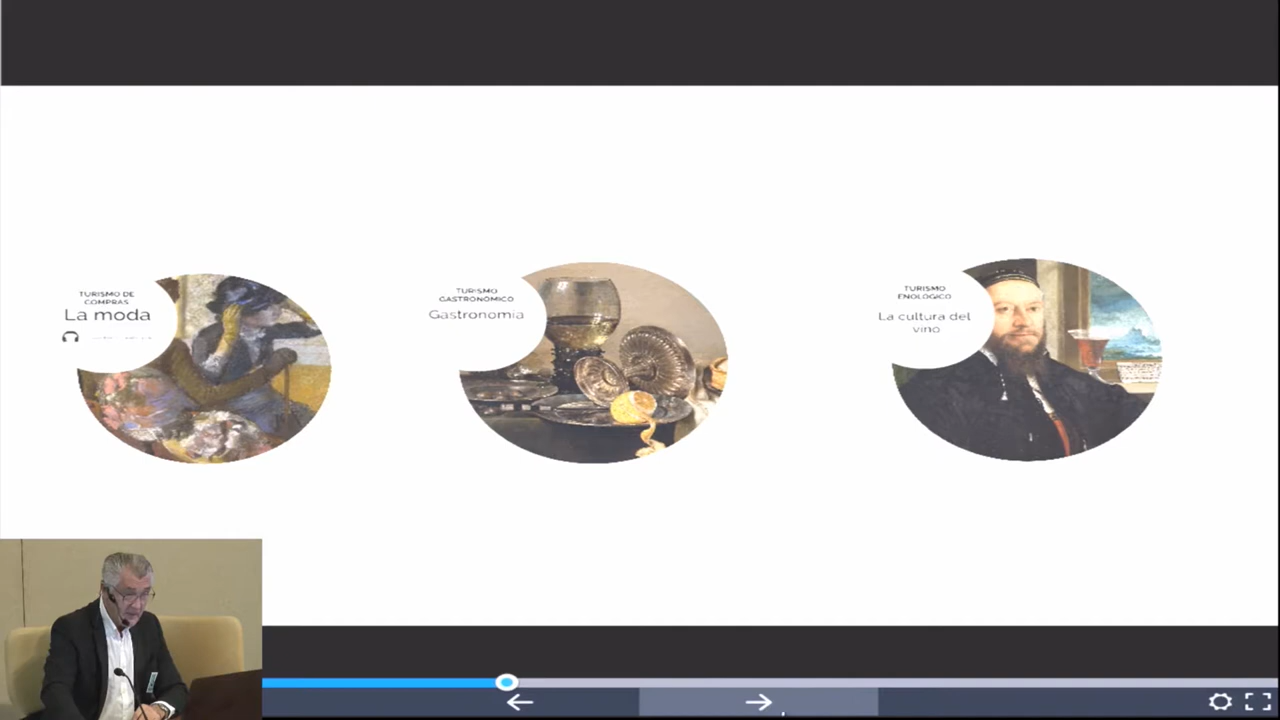 TURISMO DE
COMPRAS
La moda
TURISMO
GASTRONÓMICO
Gastronomía
TURISMO
ENOLÓGICO
La cultura del
vino